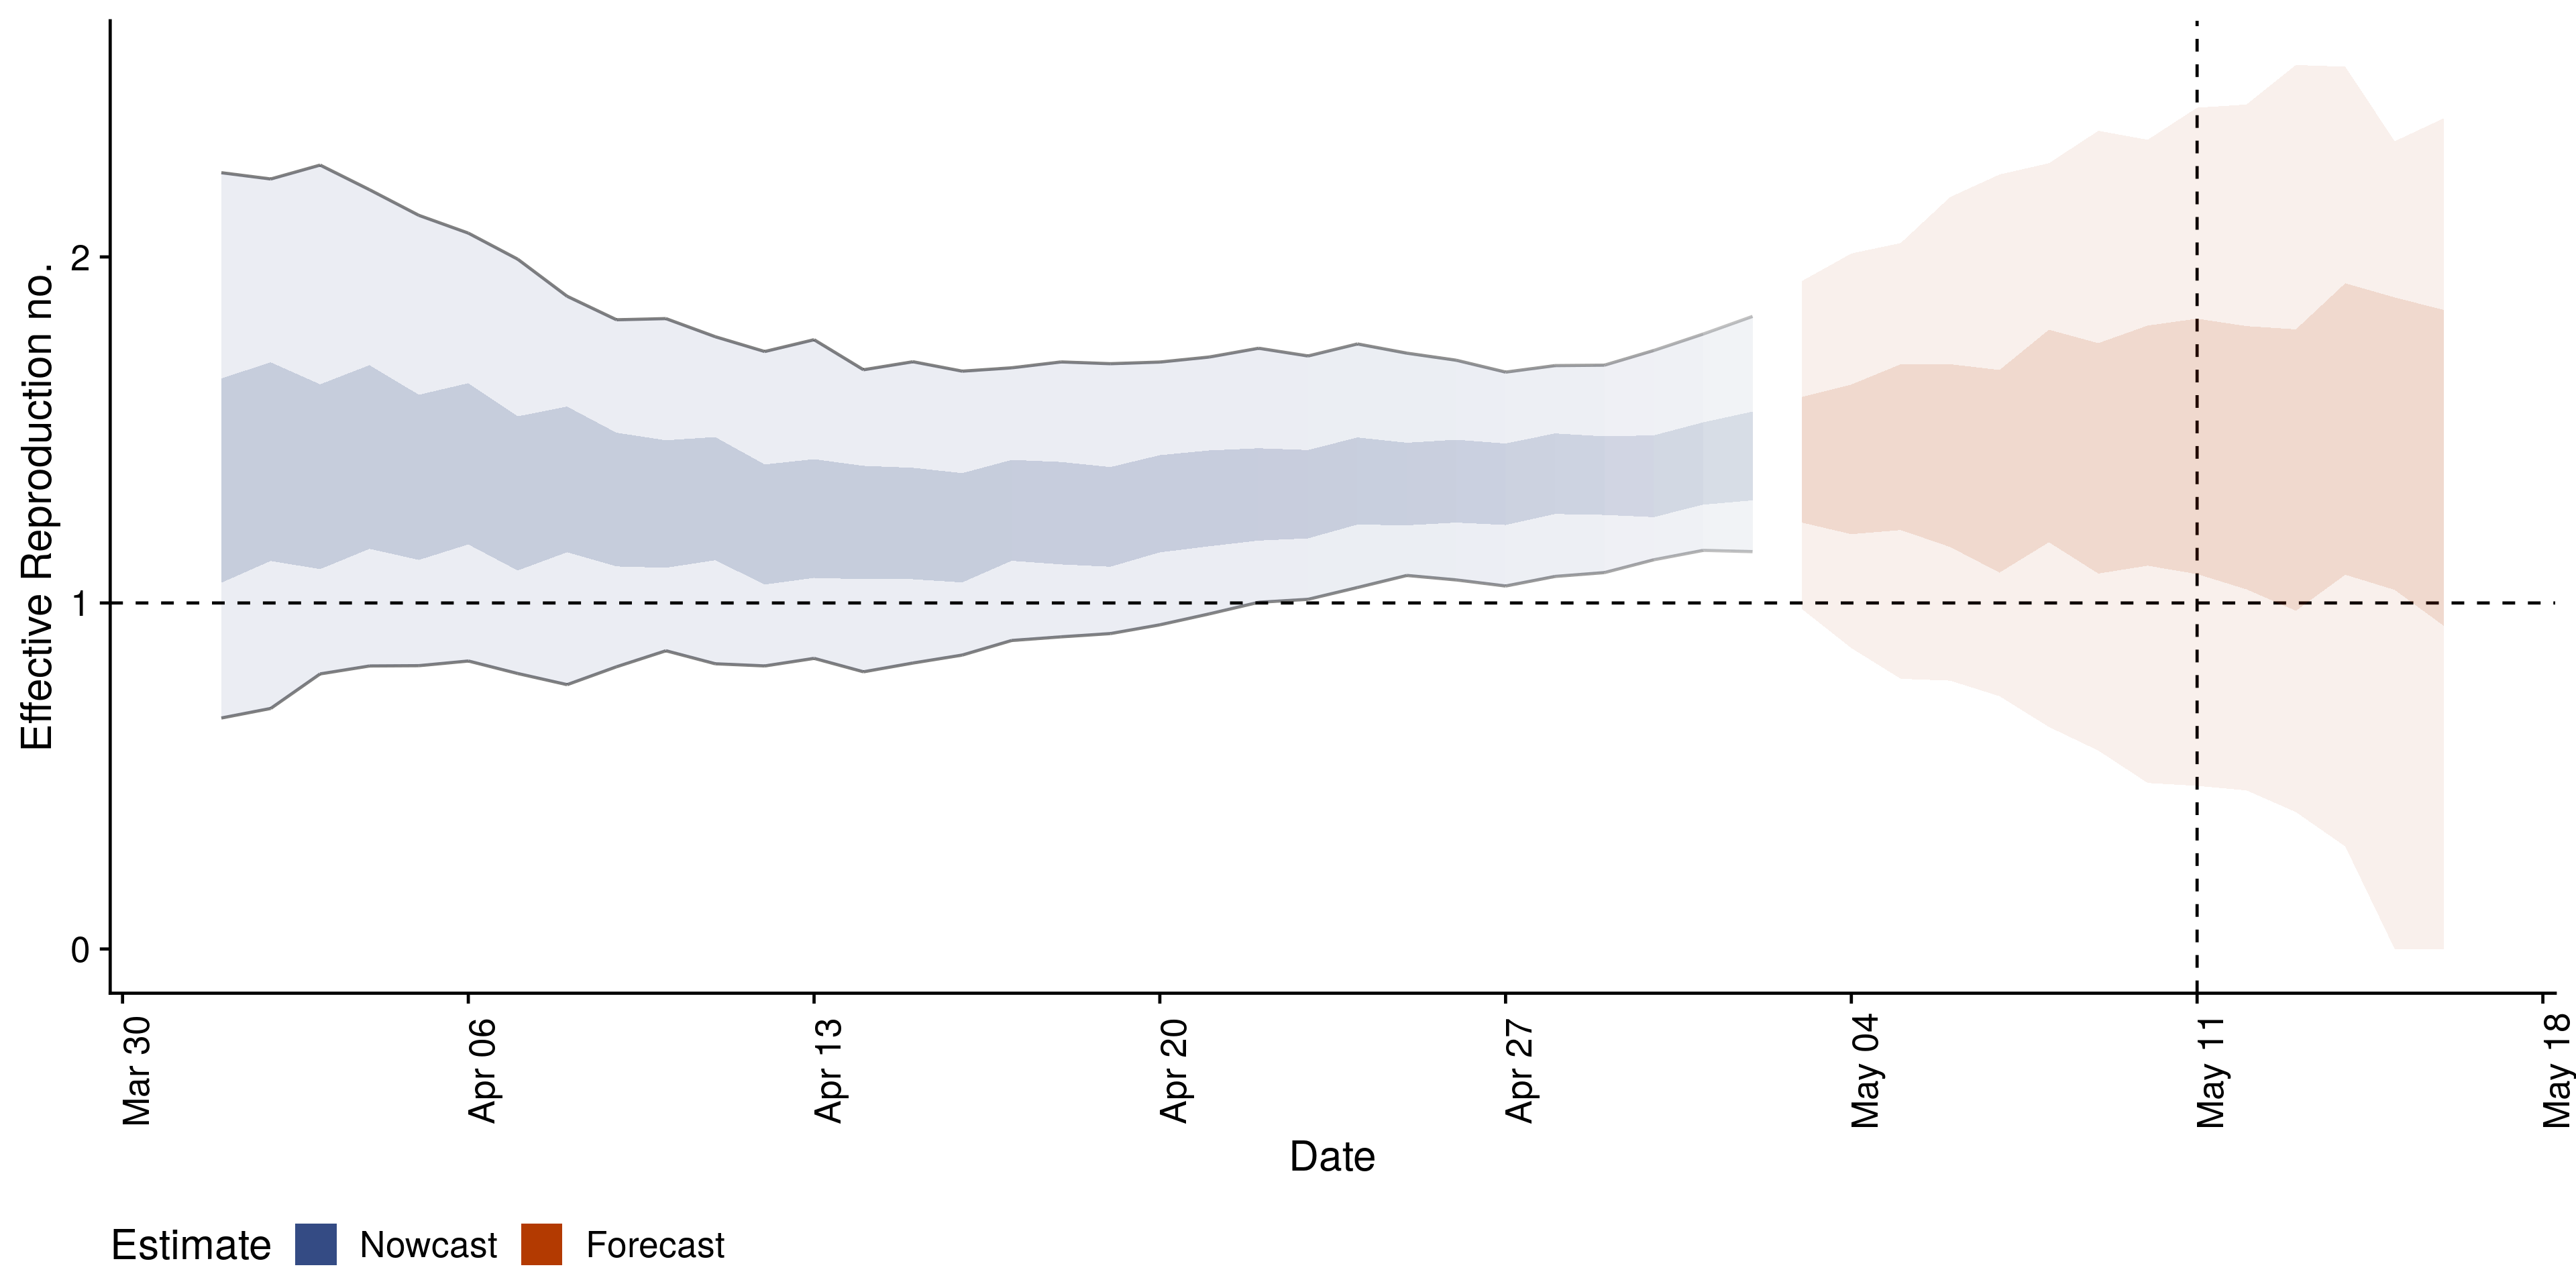 Effective Reproduction no.
2
1
0
Mar 30
Apr 06
Apr 13
Apr 20
Apr 27
May 04
May 11
May 18
Date
Estimate Nowcast Forecast